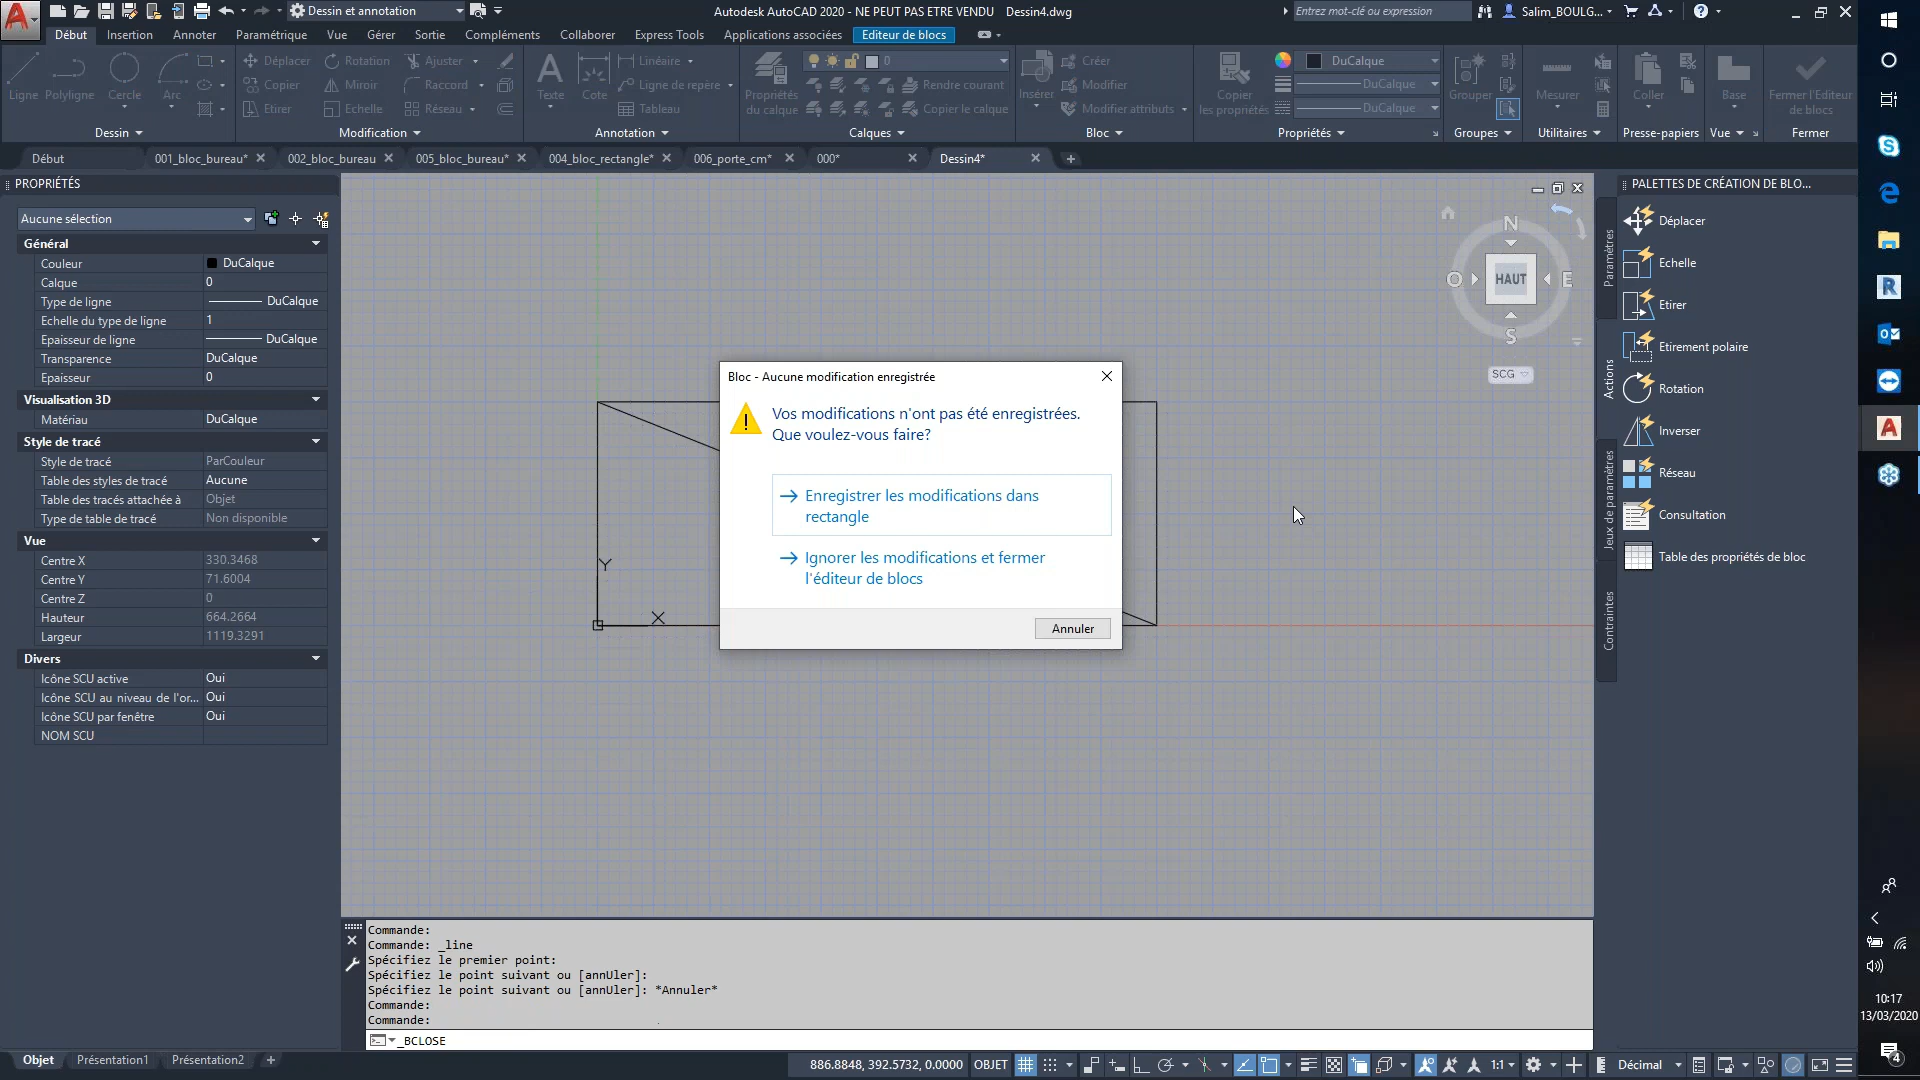 Dessin et annotation
Autodesk AutoCAD 2020 - NE PEUT PAS ETRE VENDU Dessin4.dwg
Entrez mot-clé ou expression
Salim_BOULG...
Début Insertion Annoter Paramétrique Vue Gérer Sortie Compléments Collaborer Express Tools Applications associées Editeur de blocs
Ligne Polyligne Cercle Arc
Déplacer Rotation Ajuster
Copier Miroir Raccord
Etirer Echelle Réseau
Texte Cote
Linéaire
Ligne de repère
Tableau
Propriétés
du calque
0
Rendre courant
Copier le calque
Insérer
Créer
Modifier
Modifier attributs
Copier
les propriétés
DuCalque
DuCalque
DuCalque
Grouper
Mesurer
Coller
Base
Fermer l'Editeur
de blocs
Dessin Modification Annotation Calques Bloc Propriétés Groupes Utilitaires Presse-papiers Vue Fermer
Début 001_bloc_bureau* 002_bloc_bureau 005_bloc_bureau* 004_bloc_rectangle* 006_porte_cm* 000* Dessin4*
PROPRIÉTÉS
Aucune sélection
Général
Couleur DuCalque
Calque 0
Type de ligne DuCalque
Echelle du type de ligne 1
Epaisseur de ligne DuCalque
Transparence DuCalque
Epaisseur 0
Visualisation 3D
Matériau DuCalque
Style de tracé
Style de tracé ParCouleur
Table des styles de tracé Aucune
Table des tracés attachée à Objet
Type de table de tracé Non disponible
Vue
Centre X 330.3468
Centre Y 71.6004
Centre Z 0
Hauteur 664.2664
Largeur 1119.3291
Divers
Icône SCU active Oui
Icône SCU au niveau de l'or... Oui
Icône SCU par fenêtre Oui
NOM SCU
Y
X
N
O HAUT E
S
SCG
Bloc - Aucune modification enregistrée
Vos modifications n'ont pas été enregistrées.
Que voulez-vous faire?
Enregistrer les modifications dans
rectangle
Ignorer les modifications et fermer
l'éditeur de blocs
Annuler
PALETTES DE CRÉATION DE BLO...
Paramètres
Actions
Jeux de paramètres
Contraintes
Déplacer
Echelle
Etirer
Etirement polaire
Rotation
Inverser
Réseau
Consultation
Table des propriétés de bloc
Commande:
Commande: _line
Spécifiez le premier point:
Spécifiez le point suivant ou [annUler]:
Spécifiez le point suivant ou [annUler]: *Annuler*
Commande:
Commande:
_BCLOSE
Objet Présentation1 Présentation2
886.8848, 392.5732, 0.0000 OBJET
1:1
Décimal
10:17
13/03/2020
4